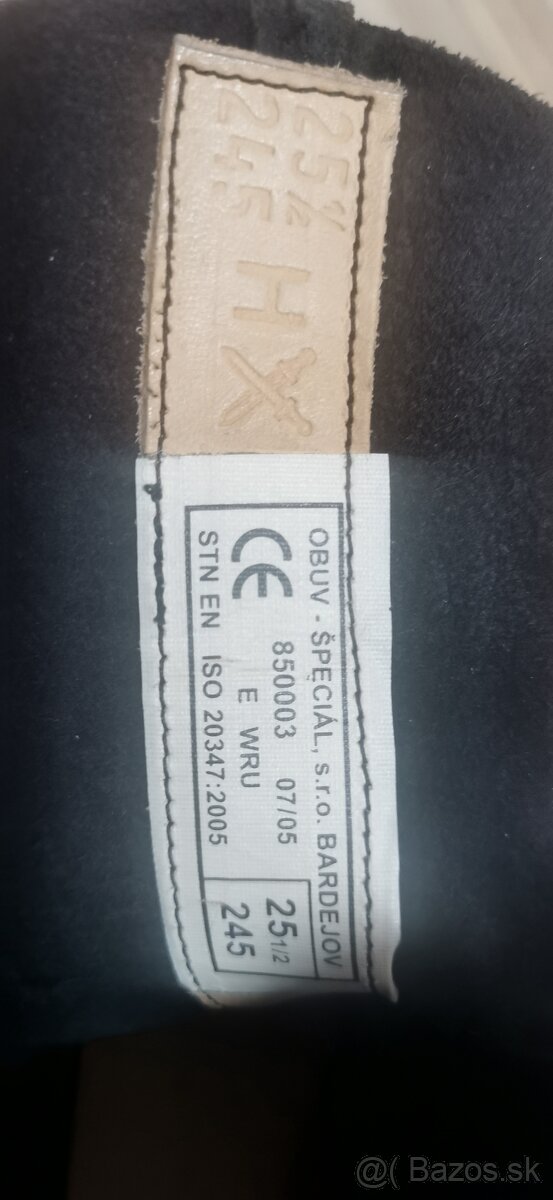 25½
245
H
OBUV - ŠPECIÁL, s.r.o. BARDEJOV
CE 850003 07/05
E WRU
STN EN ISO 20347:2005
25 1/2
245
@( Bazos.sk